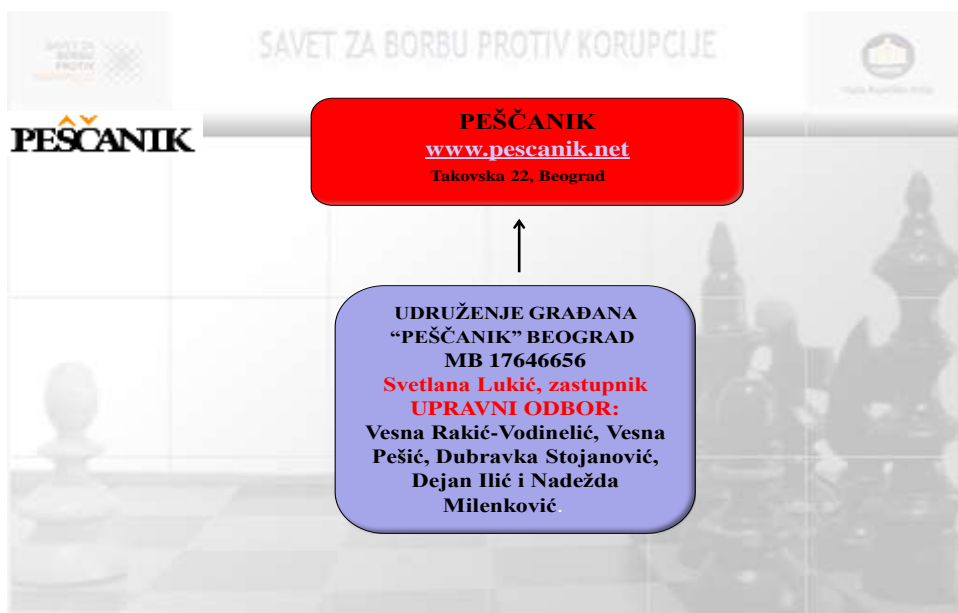 SAVET ZA BORBU PROTIV KORUPCIJE
PEŠČANIK
PEŠČANIK
www.pescanik.net
Takovska 22, Beograd
UDRUŽENJE GRAĐANA
“PEŠČANIK” BEOGRAD
MB 17646656
Svetlana Lukić, zastupnik
UPRAVNI ODBOR:
Vesna Rakić-Vodinelić, Vesna
Pešić, Dubravka Stojanović,
Dejan Ilić i Nadežda
Milenković.